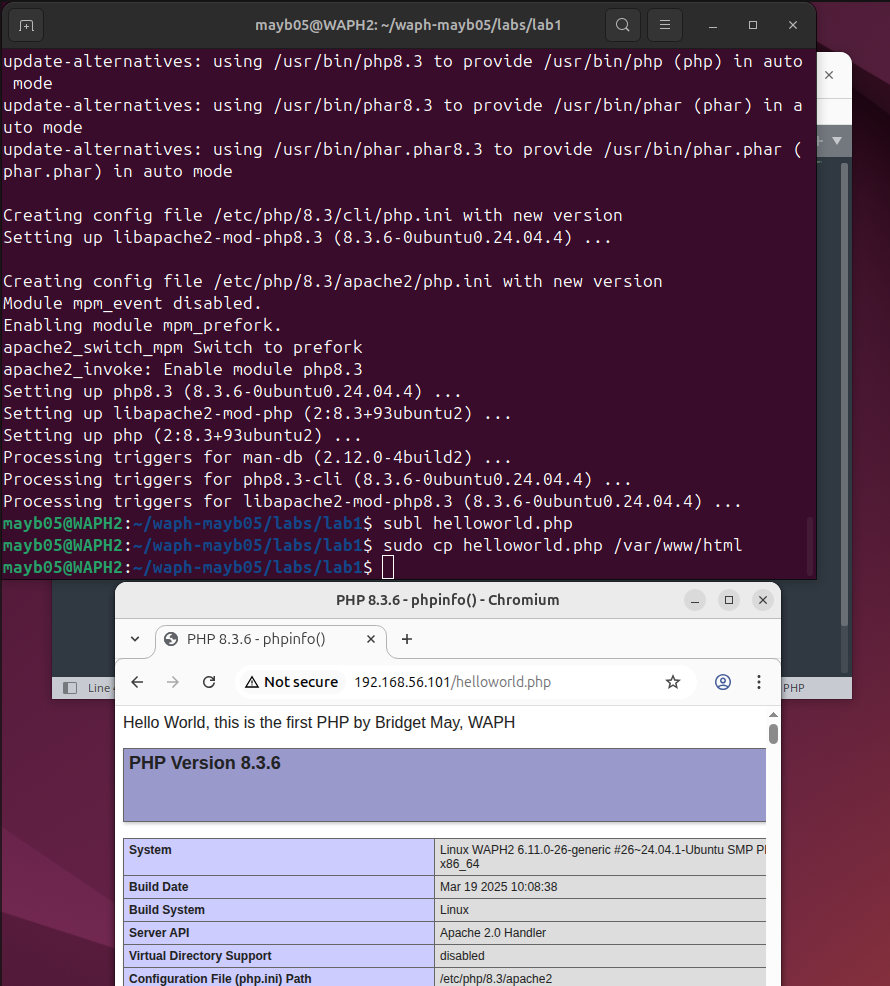 mayb05@WAPH2: ~/waph-mayb05/labs/lab1
update-alternatives: using /usr/bin/php8.3 to provide /usr/bin/php (php) in auto
 mode
update-alternatives: using /usr/bin/phar8.3 to provide /usr/bin/phar (phar) in a
uto mode
update-alternatives: using /usr/bin/phar.phar8.3 to provide /usr/bin/phar.phar (
phar.phar) in auto mode
Creating config file /etc/php/8.3/cli/php.ini with new version
Setting up libapache2-mod-php8.3 (8.3.6-0ubuntu0.24.04.4) ...
Creating config file /etc/php/8.3/apache2/php.ini with new version
Module mpm_event disabled.
Enabling module mpm_prefork.
apache2_switch_mpm Switch to prefork
apache2_invoke: Enable module php8.3
Setting up php8.3 (8.3.6-0ubuntu0.24.04.4) ...
Setting up libapache2-mod-php (2:8.3+93ubuntu2) ...
Setting up php (2:8.3+93ubuntu2) ...
Processing triggers for man-db (2.12.0-4build2) ...
Processing triggers for php8.3-cli (8.3.6-0ubuntu0.24.04.4) ...
Processing triggers for libapache2-mod-php8.3 (8.3.6-0ubuntu0.24.04.4) ...
mayb05@WAPH2:~/waph-mayb05/labs/lab1$ subl helloworld.php
mayb05@WAPH2:~/waph-mayb05/labs/lab1$ sudo cp helloworld.php /var/www/html
mayb05@WAPH2:~/waph-mayb05/labs/lab1$
PHP 8.3.6 - phpinfo() - Chromium
PHP 8.3.6 - phpinfo()
Line
PHP
Not secure 192.168.56.101/helloworld.php
Hello World, this is the first PHP by Bridget May, WAPH
PHP Version 8.3.6
System Linux WAPH2 6.11.0-26-generic #26~24.04.1-Ubuntu SMP
x86_64
Build Date Mar 19 2025 10:08:38
Build System Linux
Server API Apache 2.0 Handler
Virtual Directory Support disabled
Configuration File (php.ini) Path /etc/php/8.3/apache2